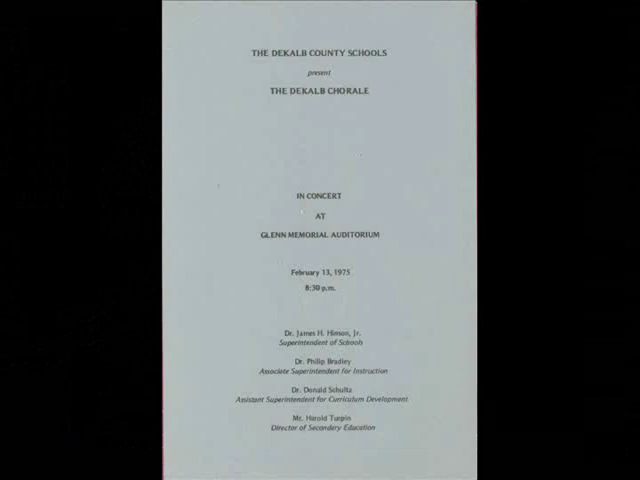 THE DEKALB COUNTY SCHOOLS
present
THE DEKALB CHORALE
IN CONCERT
AT
GLENN MEMORIAL AUDITORIUM
February 13, 1975
8:30 p.m.
Dr. James H. Hinson, Jr.
Superintendent of Schools
Dr. Philip Bradley
Associate Superintendent for Instruction
Dr. Donald Schultz
Assistant Superintendent for Curriculum Development
Mr. Harold Turpin
Director of Secondary Education